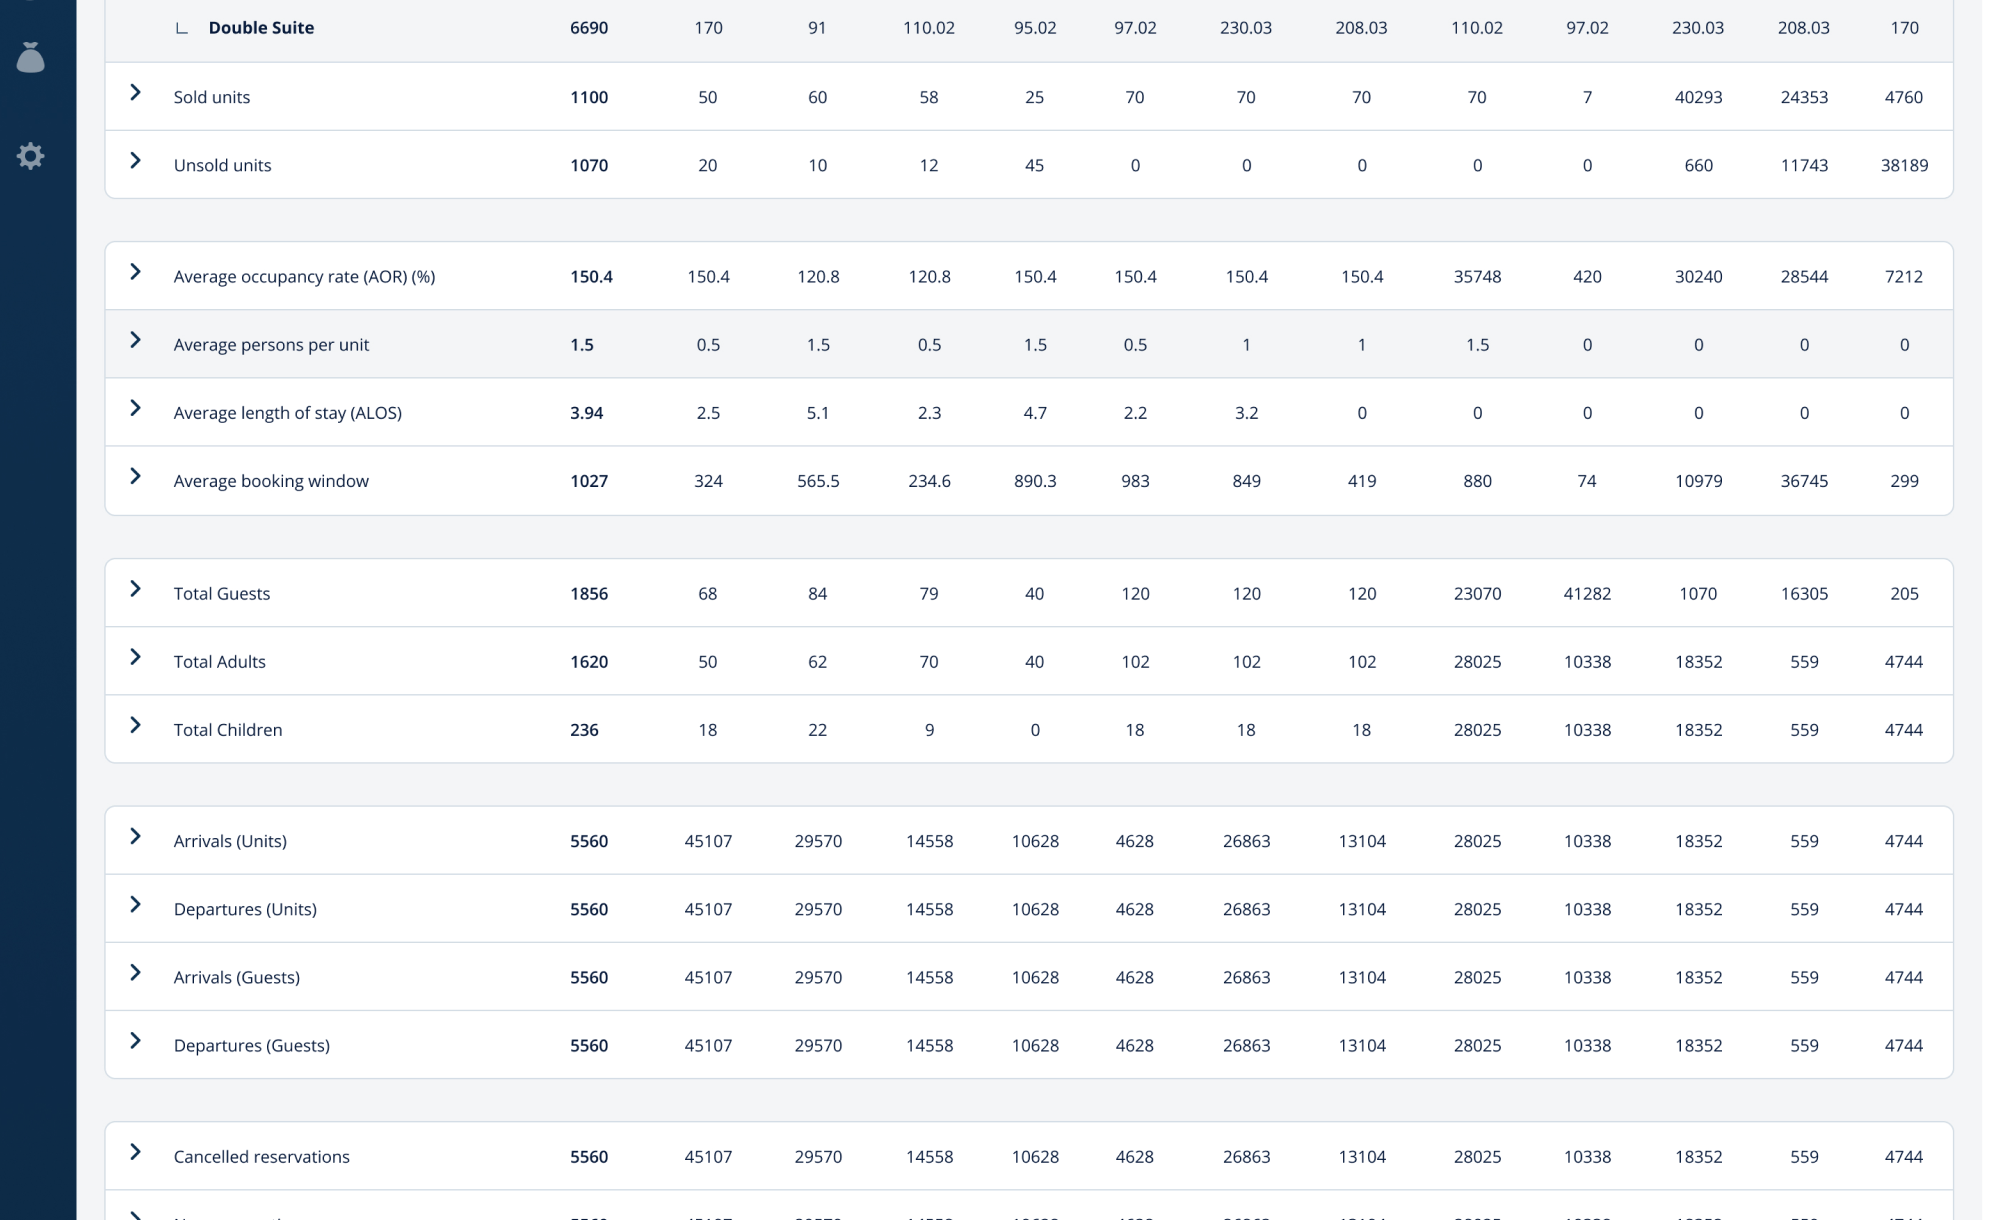 Double Suite 6690 170 91 110.02 95.02 97.02 230.03 208.03 110.02 97.02 230.03 208.03 170
Sold units 1100 50 60 58 25 70 70 70 70 7 40293 24353 4760
Unsold units 1070 20 10 12 45 0 0 0 0 0 660 11743 38189
Average occupancy rate (AOR) (%) 150.4 150.4 120.8 120.8 150.4 150.4 150.4 150.4 35748 420 30240 28544 7212
Average persons per unit 1.5 0.5 1.5 0.5 1.5 0.5 1 1 1.5 0 0 0 0
Average length of stay (ALOS) 3.94 2.5 5.1 2.3 4.7 2.2 3.2 0 0 0 0 0 0
Average booking window 1027 324 565.5 234.6 890.3 983 849 419 880 74 10979 36745 299
Total Guests 1856 68 84 79 40 120 120 120 23070 41282 1070 16305 205
Total Adults 1620 50 62 70 40 102 102 102 28025 10338 18352 559 4744
Total Children 236 18 22 9 0 18 18 18 28025 10338 18352 559 4744
Arrivals (Units) 5560 45107 29570 14558 10628 4628 26863 13104 28025 10338 18352 559 4744
Departures (Units) 5560 45107 29570 14558 10628 4628 26863 13104 28025 10338 18352 559 4744
Arrivals (Guests) 5560 45107 29570 14558 10628 4628 26863 13104 28025 10338 18352 559 4744
Departures (Guests) 5560 45107 29570 14558 10628 4628 26863 13104 28025 10338 18352 559 4744
Cancelled reservations 5560 45107 29570 14558 10628 4628 26863 13104 28025 10338 18352 559 4744